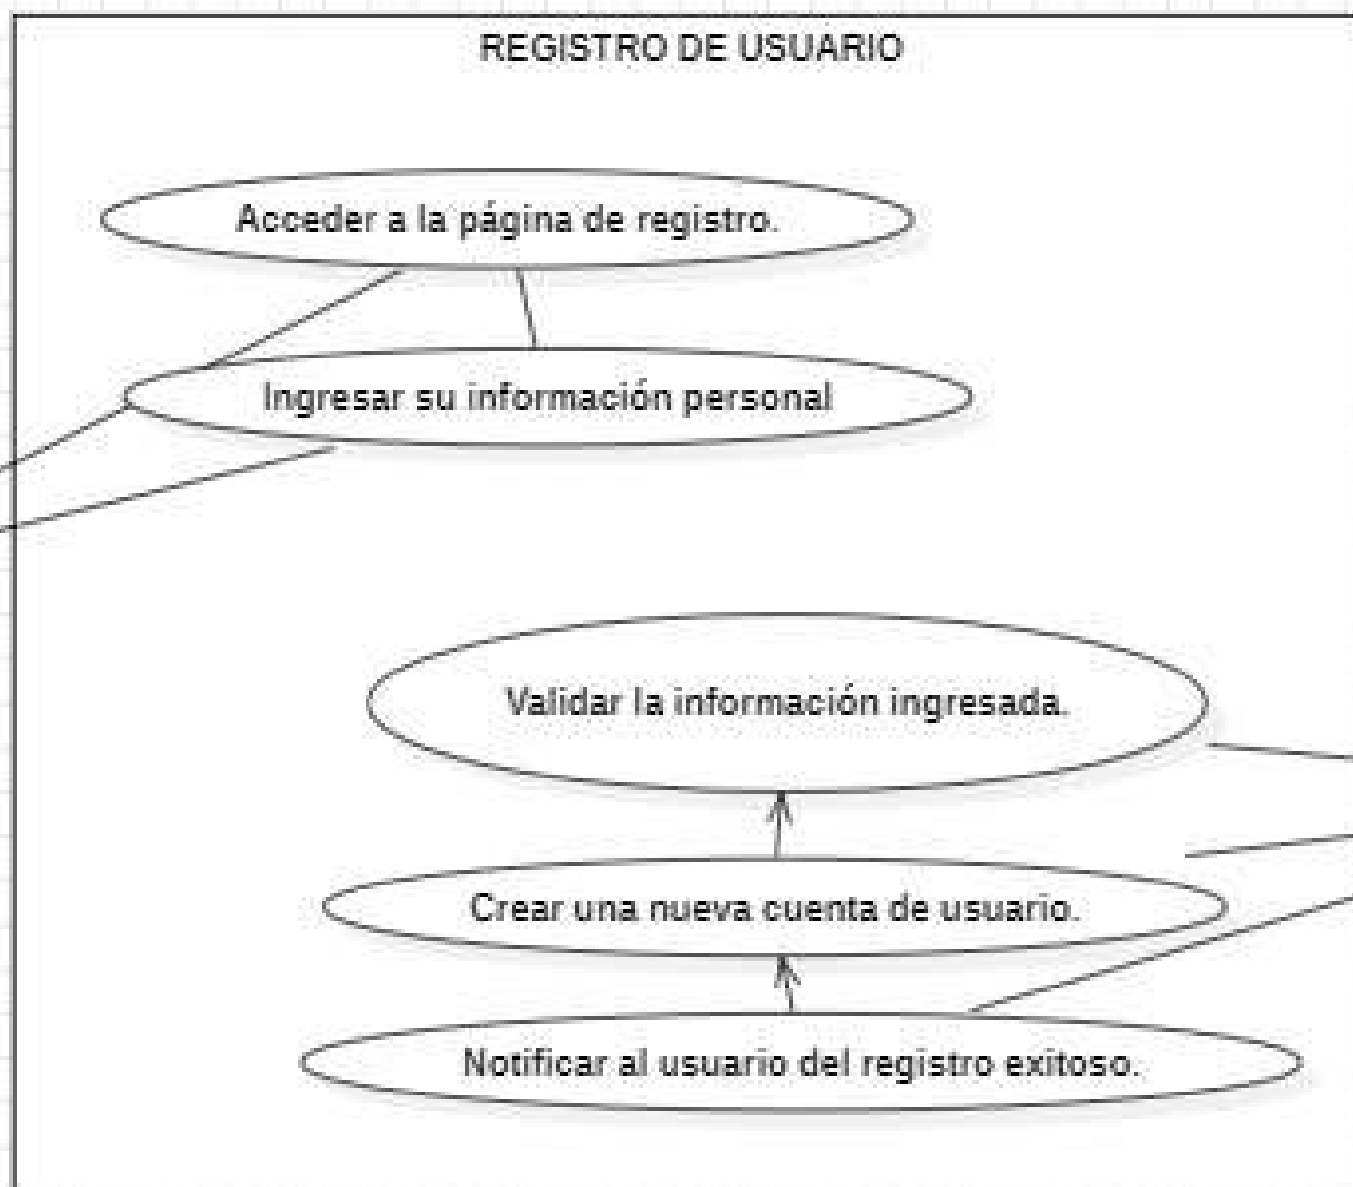 REGISTRO DE USUARIO
Acceder a la página de registro.
Ingresar su información personal
Validar la información ingresada.
Crear una nueva cuenta de usuario.
Notificar al usuario del registro exitoso.